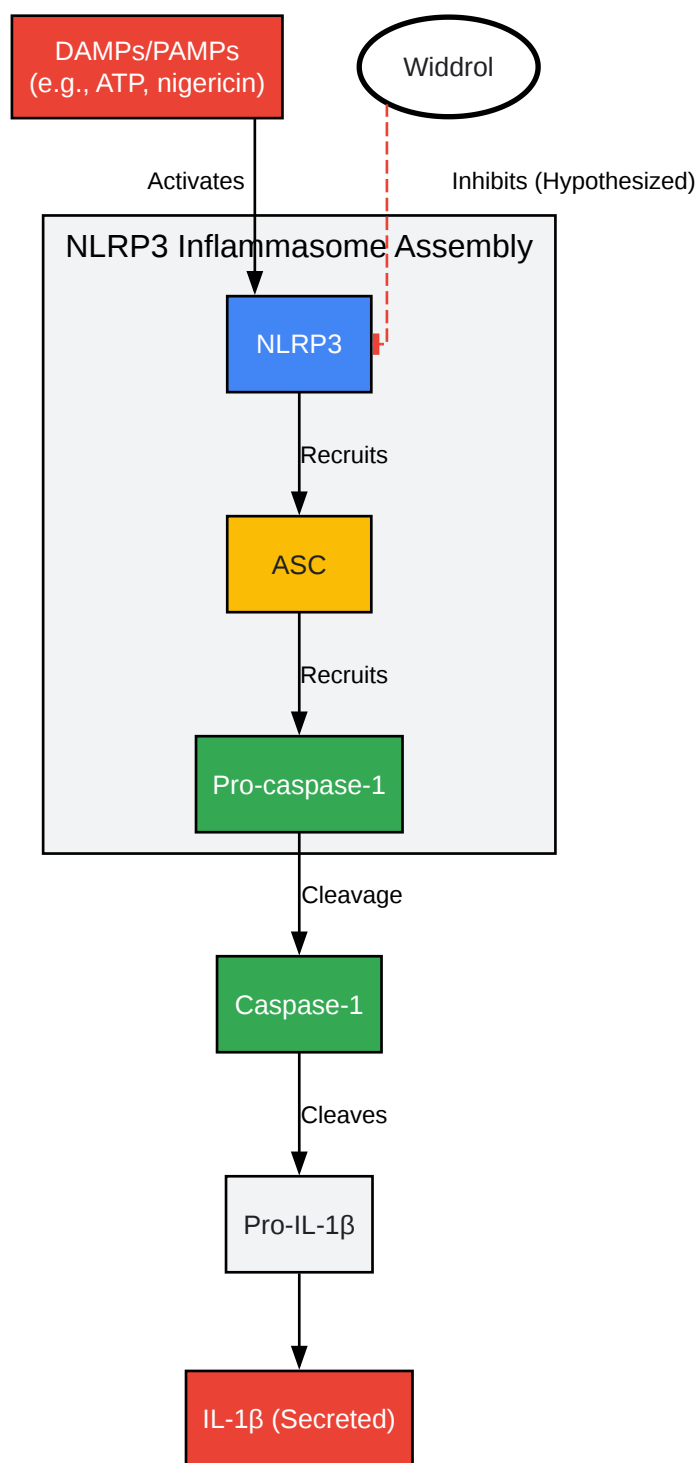 DAMPs/PAMPs
(e.g., ATP, nigericin)
Widdrol
Activates
Inhibits (Hypothesized)
NLRP3 Inflammasome Assembly
NLRP3
Recruits
ASC
Recruits
Pro-caspase-1
Cleavage
Caspase-1
Cleaves
Pro-IL-1β
IL-1β (Secreted)